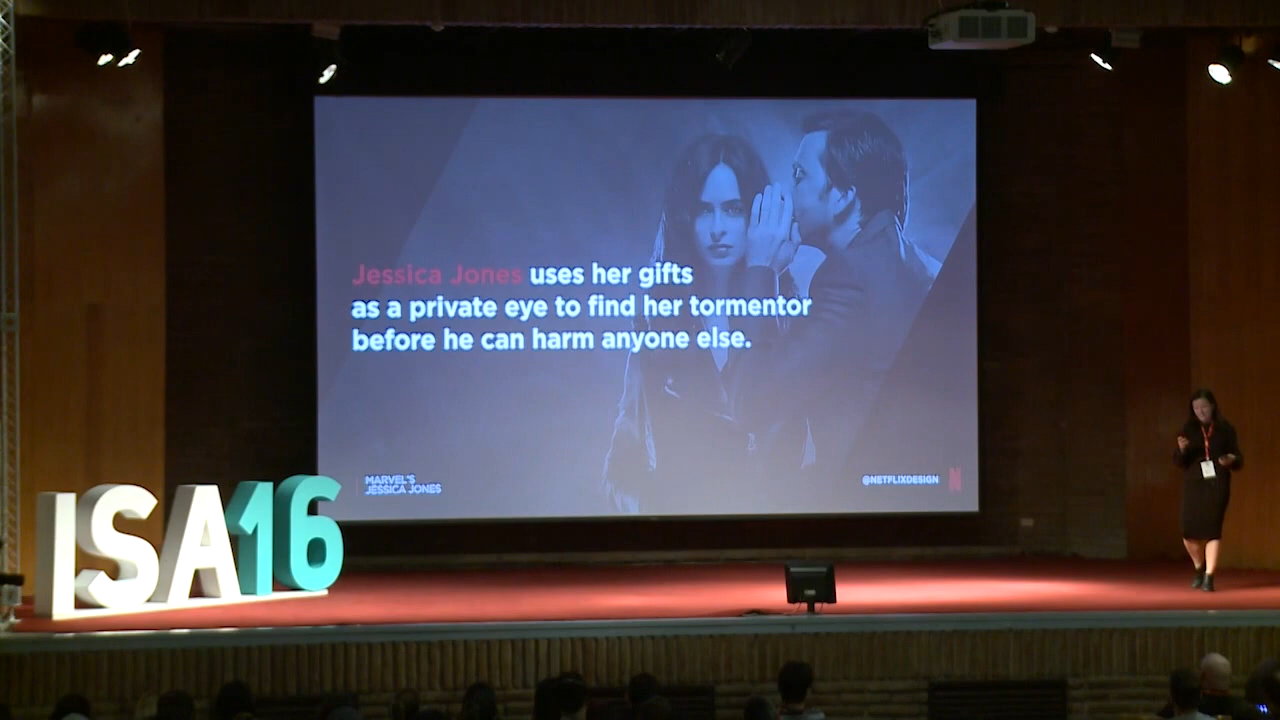 Jessica Jones uses her gifts
as a private eye to find her tormentor
before he can harm anyone else.
MARVEL'S
JESSICA JONES
@NETFLIXDESIGN
N
ISA16